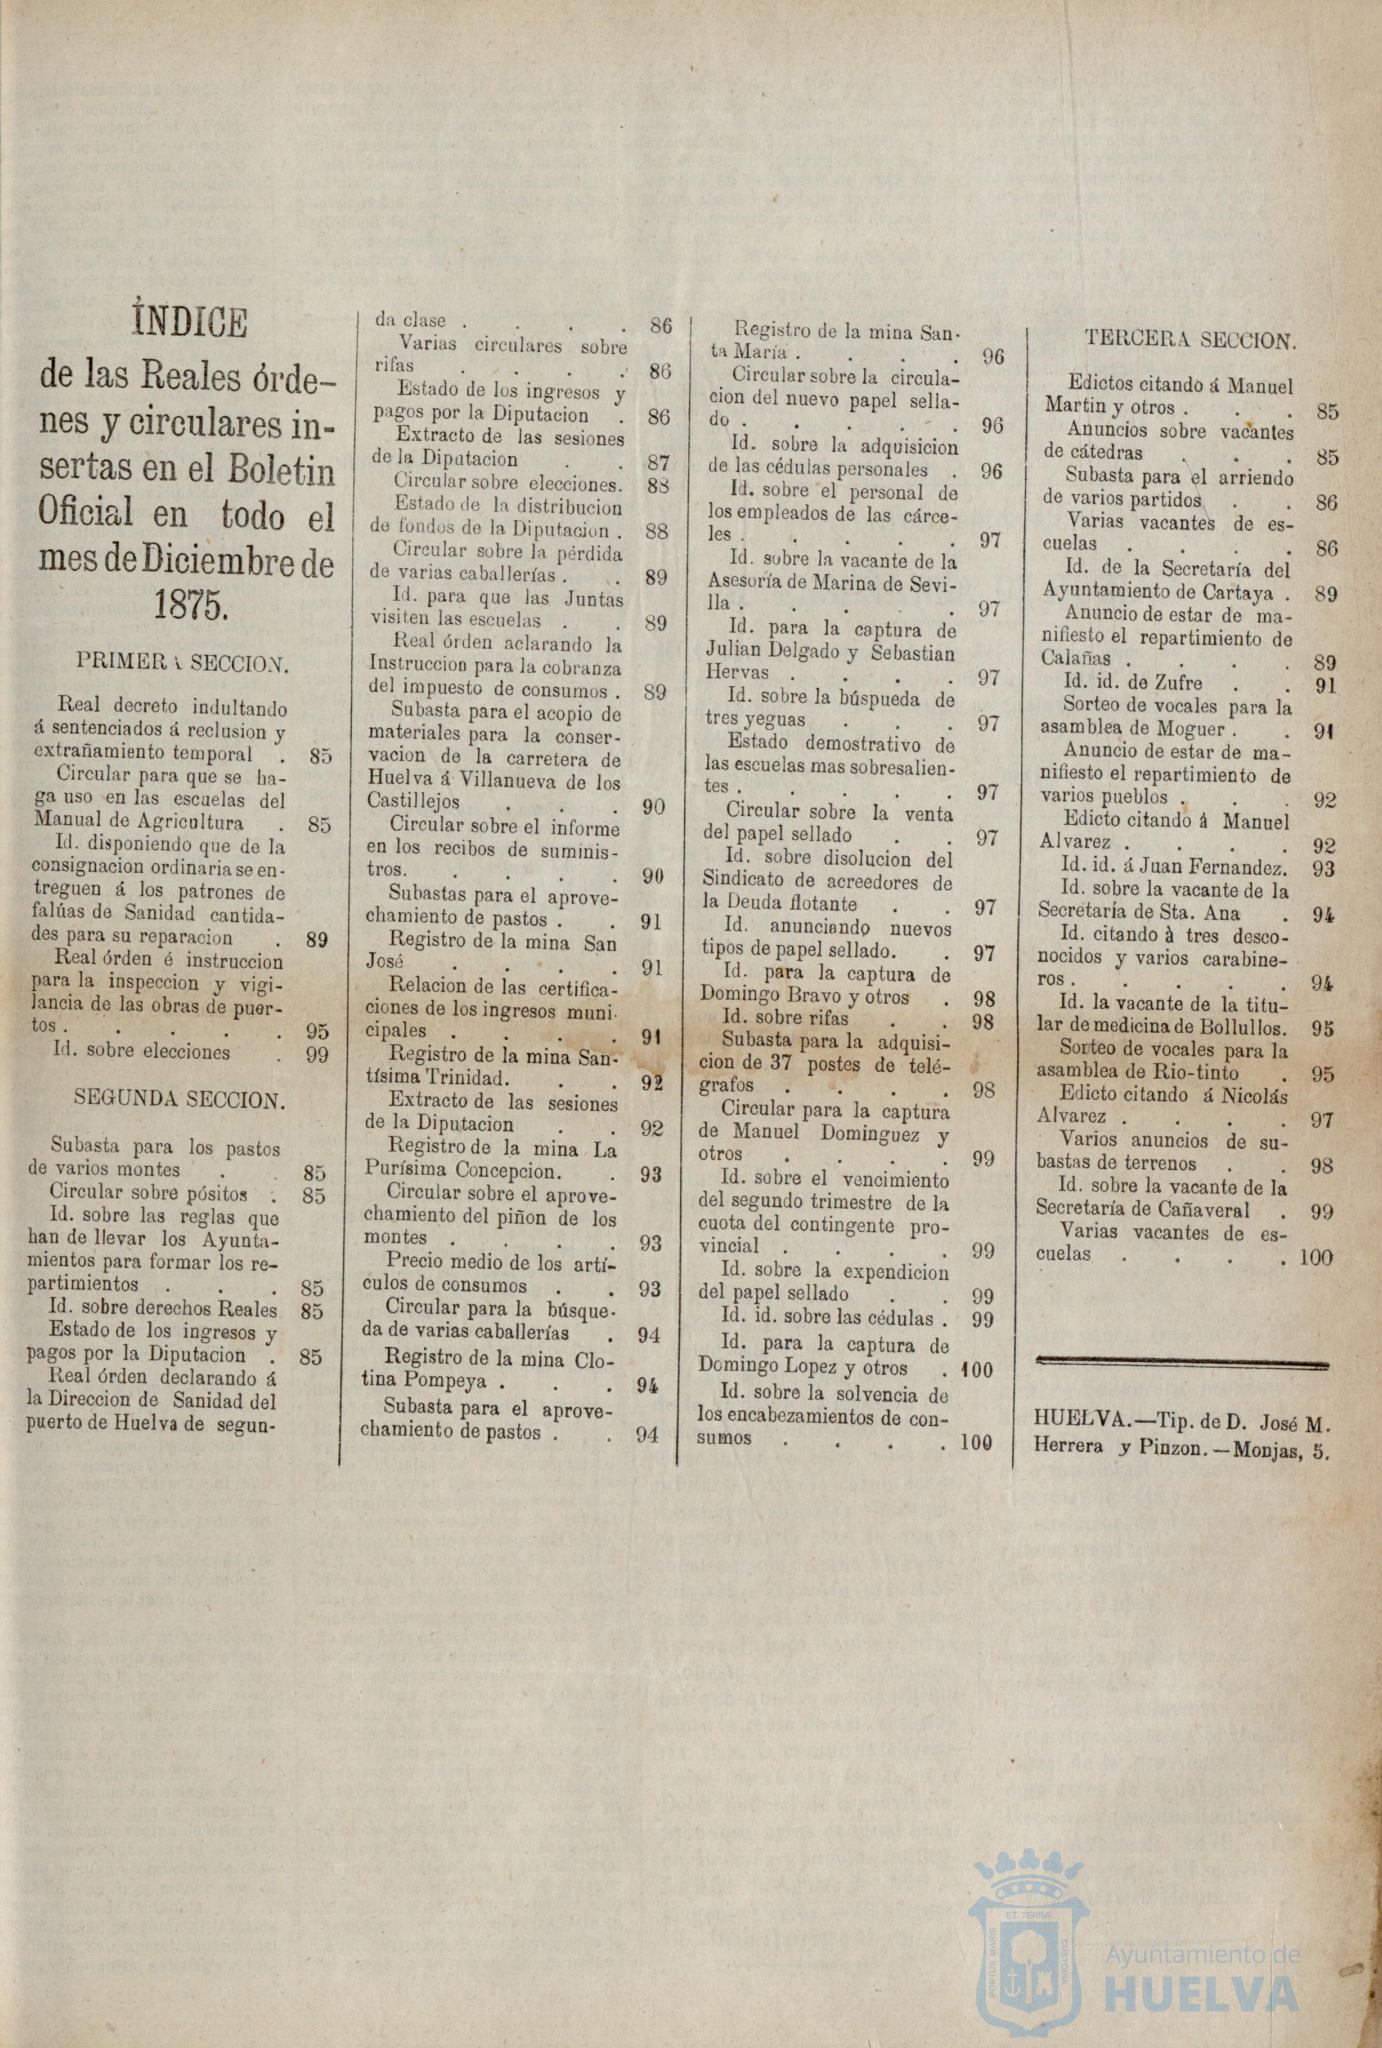 ÍNDICE
de las Reales órde-
nes y circulares in-
sertas en el Boletin
Oficial en todo el
mes de Diciembre de
1875.
PRIMERA SECCION.
Real decreto indultando
á sentenciados á reclusion y
extrañamiento temporal . 85
Circular para que se ha-
ga uso en las escuelas del
Manual de Agricultura . 85
Id. disponiendo que de la
consignacion ordinaria se en-
treguen á los patrones de
falúas de Sanidad cantida-
des para su reparacion . 89
Real órden é instruccion
para la inspeccion y vigi-
lancia de las obras de puer-
tos . . . . . 95
Id. sobre elecciones . 99
SEGUNDA SECCION.
Subasta para los pastos
de varios montes . . 85
Circular sobre pósitos . 85
Id. sobre las reglas que
han de llevar los Ayunta-
mientos para formar los re-
partimientos . . . 85
Id. sobre derechos Reales 85
Estado de los ingresos y
pagos por la Diputacion . 85
Real órden declarando á
la Direccion de Sanidad del
puerto de Huelva de segun-
da clase . . . . 86
Varias circulares sobre
rifas . . . . 86
Estado de los ingresos y
pagos por la Diputacion . 86
Extracto de las sesiones
de la Diputacion . . 87
Circular sobre elecciones. 88
Estado de la distribucion
de fondos de la Diputacion . 88
Circular sobre la pérdida
de varias caballerías . . 89
Id. para que las Juntas
visiten las escuelas . . 89
Real órden aclarando la
Instruccion para la cobranza
del impuesto de consumos . 89
Subasta para el acopio de
materiales para la conser-
vacion de la carretera de
Huelva á Villanueva de los
Castillejos . . . 90
Circular sobre el informe
en los recibos de suminis-
tros. . . . . 90
Subastas para el aprove-
chamiento de pastos . . 91
Registro de la mina San
José . . . . 91
Relacion de las certifica-
ciones de los ingresos muni-
cipales . . . . 91
Registro de la mina San-
tísima Trinidad. . . 92
Extracto de las sesiones
de la Diputacion . . 92
Registro de la mina La
Purísima Concepcion. . 93
Circular sobre el aprove-
chamiento del piñon de los
montes . . . . 93
Precio medio de los artí-
culos de consumos . . 93
Circular para la búsque-
da de varias caballerías . 94
Registro de la mina Clo-
tina Pompeya . . . 94
Subasta para el aprove-
chamiento de pastos . . 94
Registro de la mina San-
ta María . . . . 96
Circular sobre la circula-
cion del nuevo papel sella-
do . . . . . 96
Id. sobre la adquisicion
de las cédulas personales . 96
Id. sobre el personal de
los empleados de las cárce-
les . . . . . 97
Id. sobre la vacante de la
Asesoría de Marina de Sevi-
lla . . . . 97
Id. para la captura de
Julian Delgado y Sebastian
Hervas . . . . 97
Id. sobre la búspueda de
tres yeguas . . . 97
Estado demostrativo de
las escuelas mas sobresalien-
tes . . . . . 97
Circular sobre la venta
del papel sellado . . 97
Id. sobre disolucion del
Sindicato de acreedores de
la Deuda flotante . . 97
Id. anunciando nuevos
tipos de papel sellado. . 97
Id. para la captura de
Domingo Bravo y otros . 98
Id. sobre rifas . . 98
Subasta para la adquisi-
cion de 37 postes de telé-
grafos . . . . 98
Circular para la captura
de Manuel Dominguez y
otros . . . . 99
Id. sobre el vencimiento
del segundo trimestre de la
cuota del contingente pro-
vincial . . . . 99
Id. sobre la expendicion
del papel sellado . . 99
Id. id. sobre las cédulas . 99
Id. para la captura de
Domingo Lopez y otros . 100
Id. sobre la solvencia de
los encabezamientos de con-
sumos . . . . 100
TERCERA SECCION.
Edictos citando á Manuel
Martin y otros . . . 85
Anuncios sobre vacantes
de cátedras . . . 85
Subasta para el arriendo
de varios partidos . . 86
Varias vacantes de es-
cuelas . . . . 86
Id. de la Secretaría del
Ayuntamiento de Cartaya . 89
Anuncio de estar de ma-
nifiesto el repartimiento de
Calañas . . . . 89
Id. id. de Zufre . . 91
Sorteo de vocales para la
asamblea de Moguer . . 91
Anuncio de estar de ma-
nifiesto el repartimiento de
varios pueblos . . . 92
Edicto citando á Manuel
Alvarez . . . . 92
Id. id. á Juan Fernandez. 93
Id. sobre la vacante de la
Secretaría de Sta. Ana . 94
Id. citando à tres desco-
nocidos y varios carabine-
ros . . . . . 94
Id. la vacante de la titu-
lar de medicina de Bollullos. 95
Sorteo de vocales para la
asamblea de Rio-tinto . 95
Edicto citando á Nicolás
Alvarez . . . . 97
Varios anuncios de su-
bastas de terrenos . . 98
Id. sobre la vacante de la
Secretaría de Cañaveral . 99
Varias vacantes de es-
cuelas . . . . 100
HUELVA.—Tip. de D. José M.
Herrera y Pinzon.—Monjas, 5.
PORTUS MARIS
ET TERRA
CUSTODIA
Ayuntamiento de
HUELVA